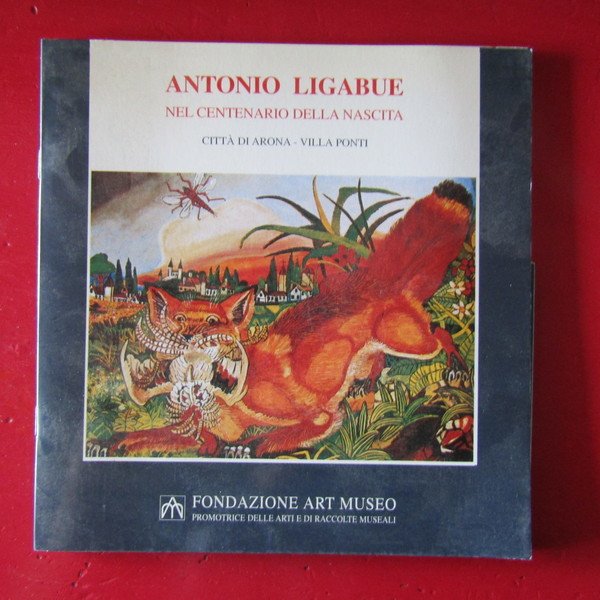 ANTONIO LIGABUE
NEL CENTENARIO DELLA NASCITA
CITTÀ DI ARONA - VILLA PONTI
FONDAZIONE ART MUSEO
PROMOTRICE DELLE ARTI E DI RACCOLTE MUSEALI